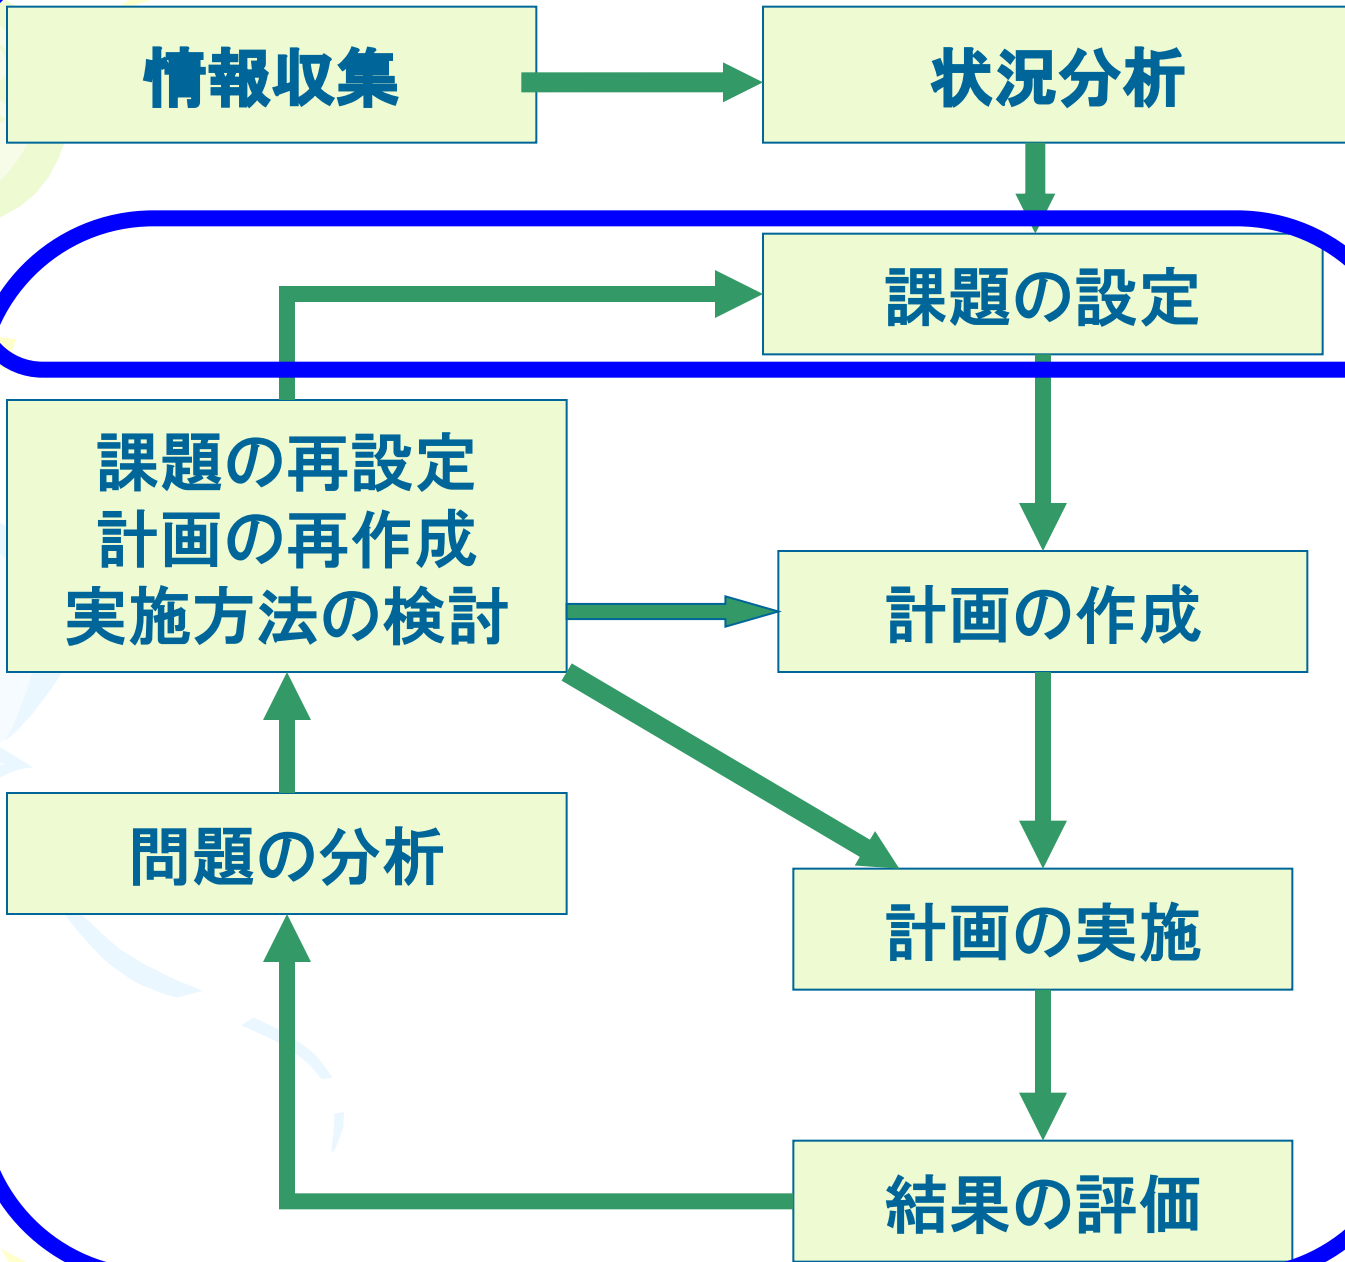 情報収集
状況分析
課題の設定
課題の再設定
計画の再作成
実施方法の検討
計画の作成
問題の分析
計画の実施
結果の評価